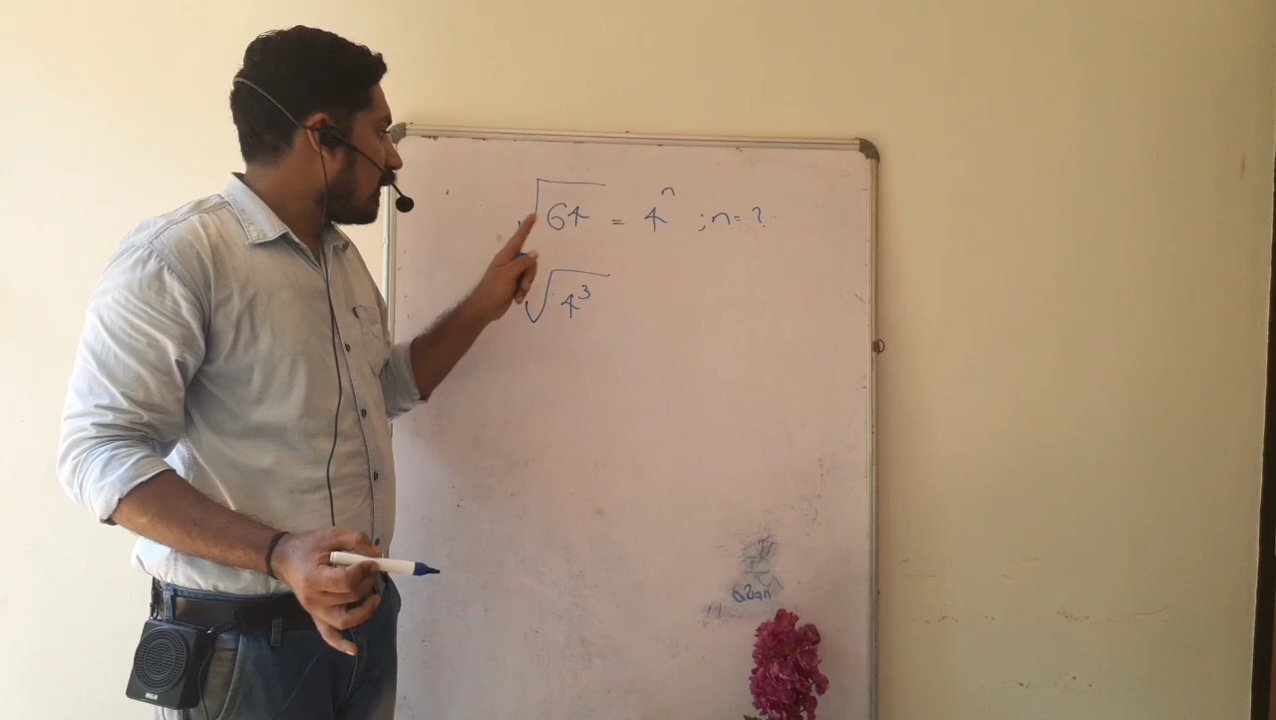 √64 = 4ⁿ ; n = ?
√4³